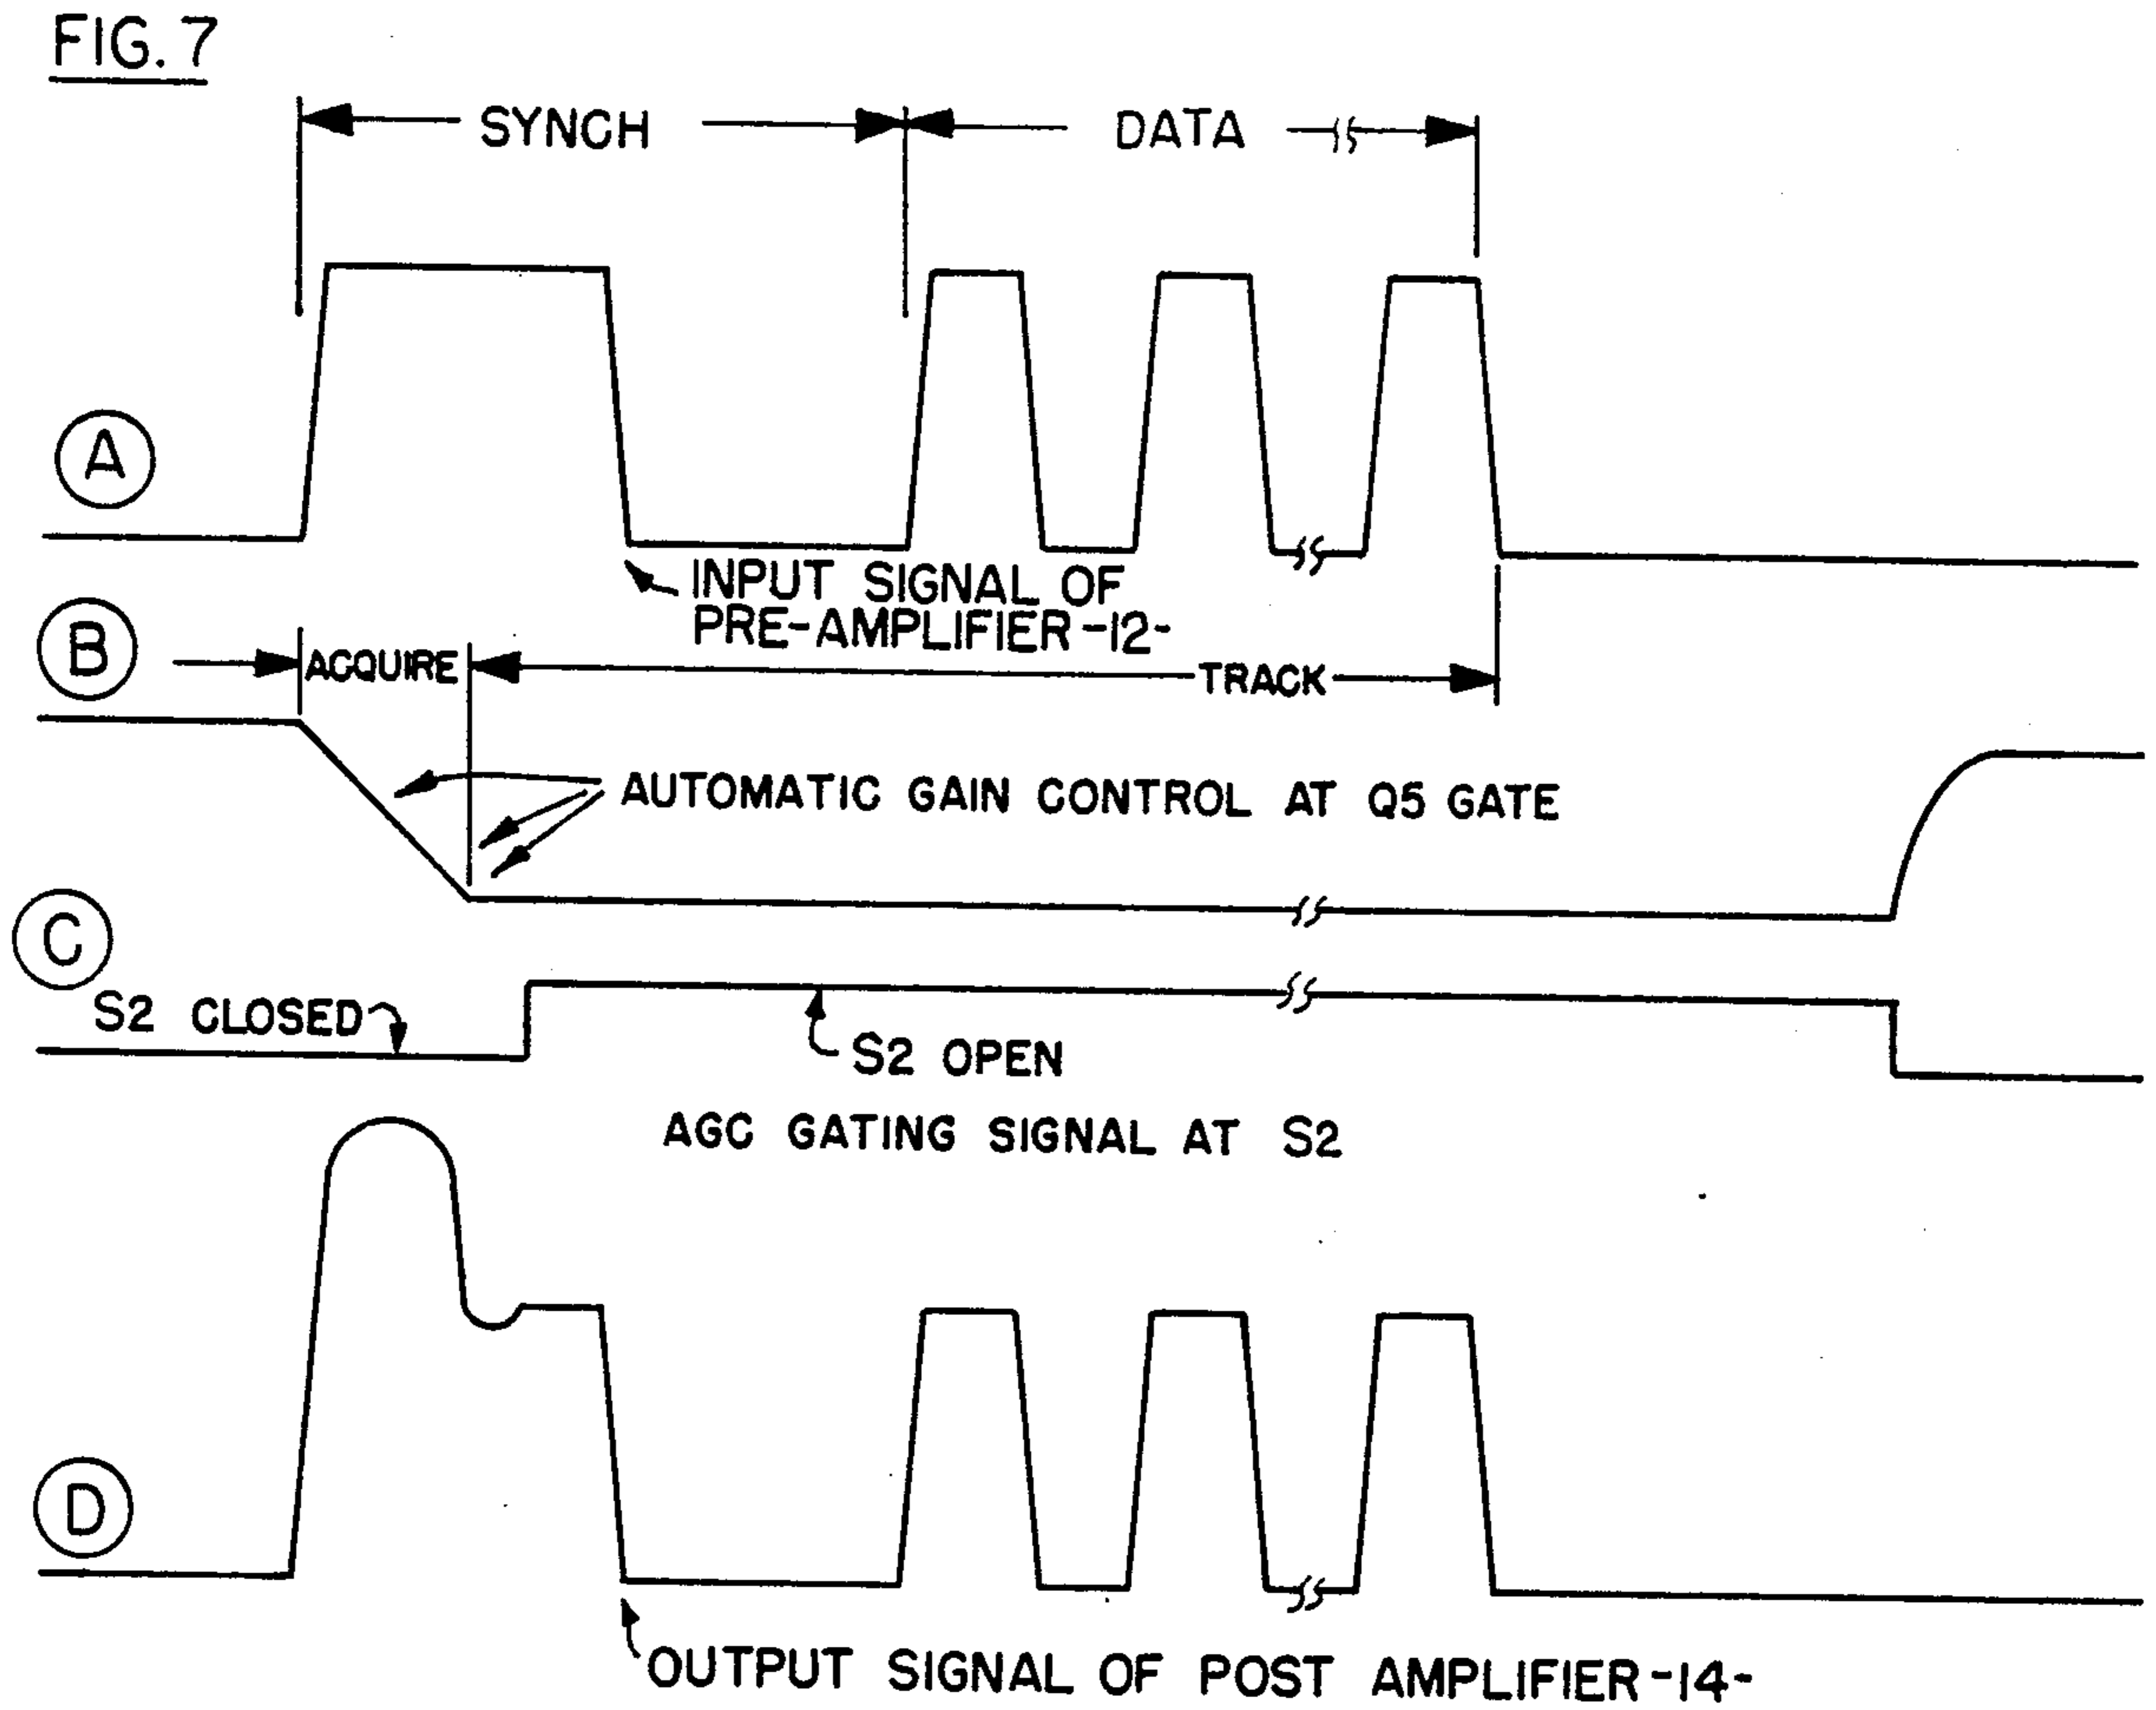 FIG. 7
SYNCH DATA
A
INPUT SIGNAL OF
PRE-AMPLIFIER -12-
B
ACQUIRE TRACK
AUTOMATIC GAIN CONTROL AT Q5 GATE
C
S2 CLOSED
S2 OPEN
AGC GATING SIGNAL AT S2
D
OUTPUT SIGNAL OF POST AMPLIFIER -14-